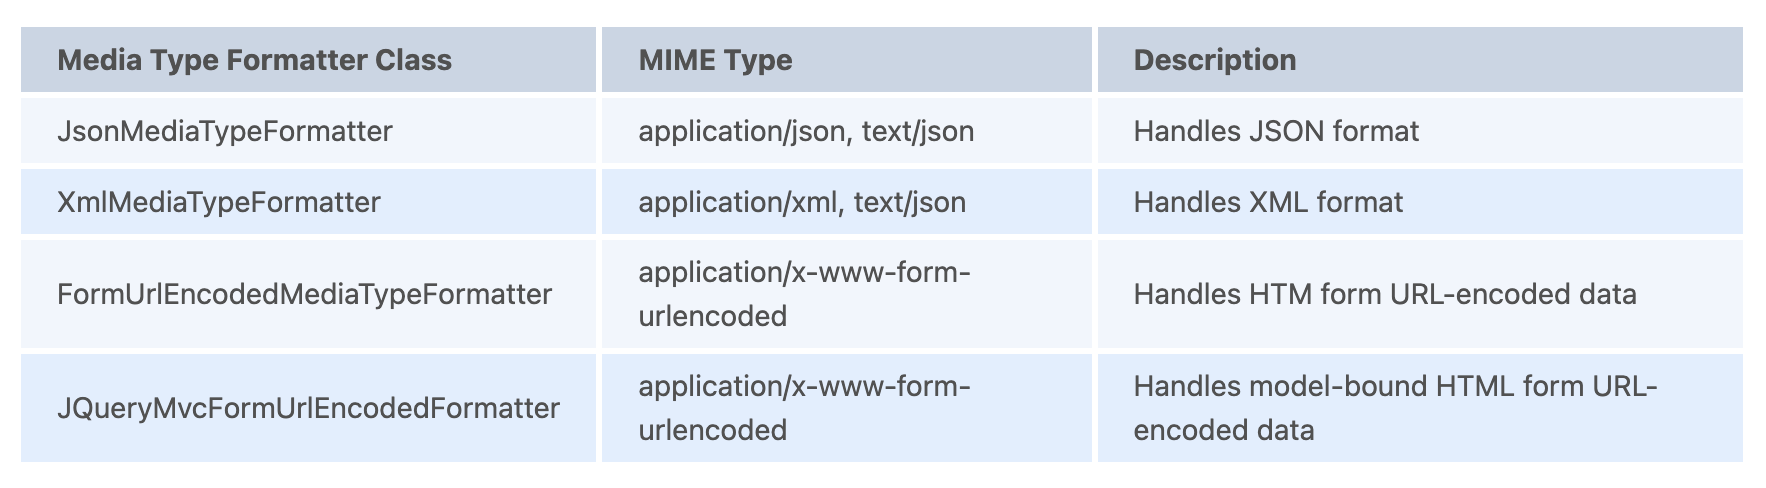 Media Type Formatter Class MIME Type Description
JsonMediaTypeFormatter application/json, text/json Handles JSON format
XmlMediaTypeFormatter application/xml, text/json Handles XML format
FormUrlEncodedMediaTypeFormatter application/x-www-form-
urlencoded Handles HTM form URL-encoded data
JQueryMvcFormUrlEncodedFormatter application/x-www-form-
urlencoded Handles model-bound HTML form URL-
encoded data